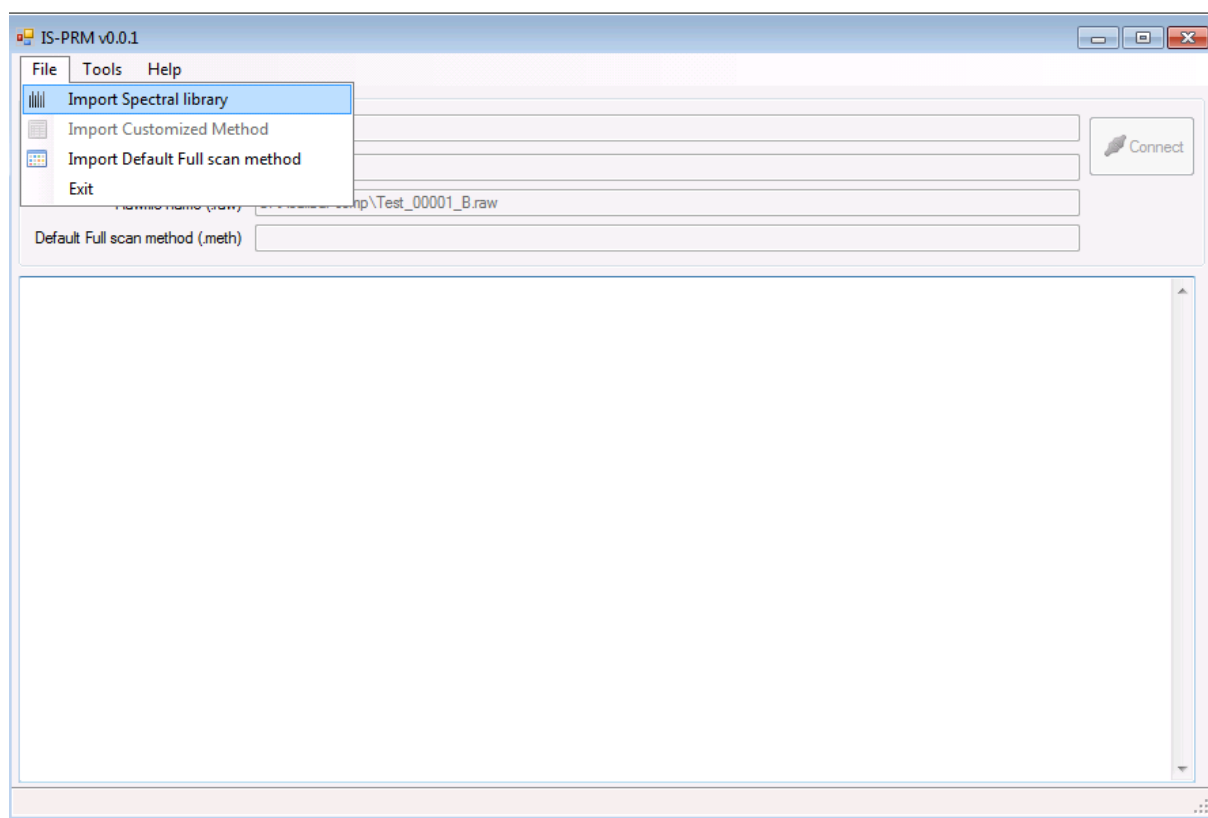 IS-PRM v0.0.1
File Tools Help
Import Spectral library
Import Customized Method
Connect
Import Default Full scan method
Exit
(.raw) \Test_00001_B.raw
Default Full scan method (.meth)